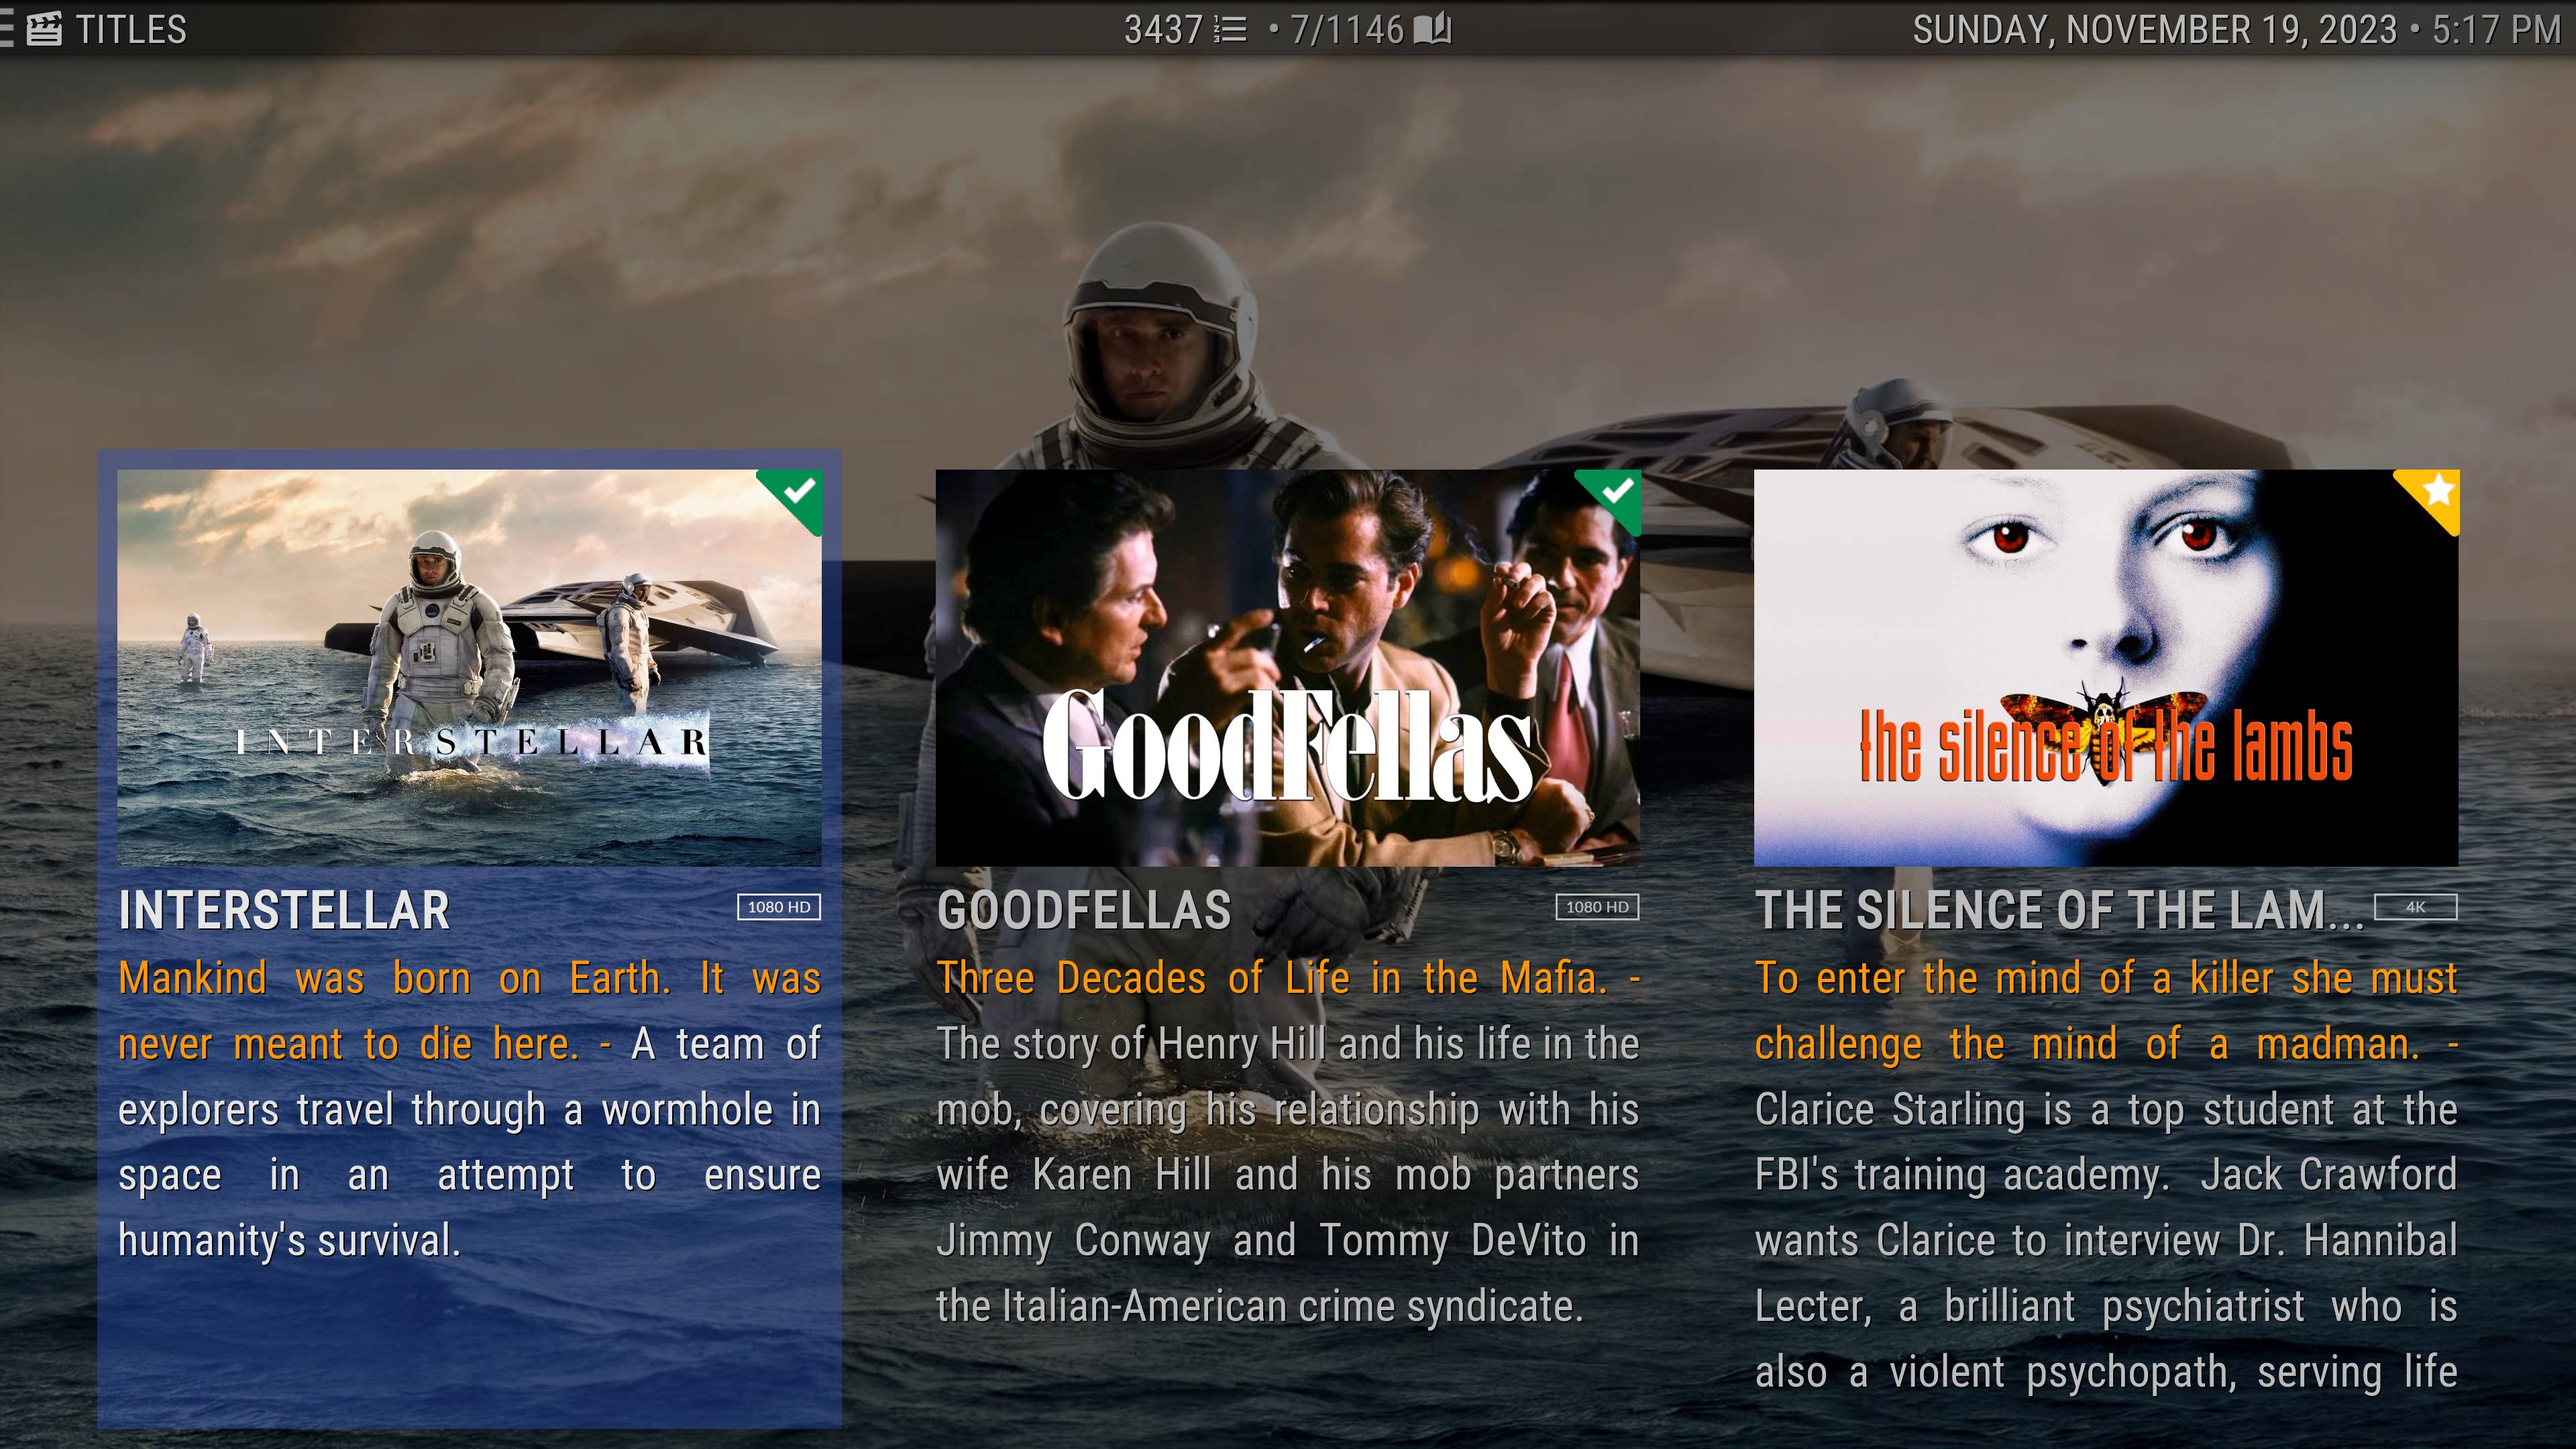 TITLES
3437 • 7/1146
SUNDAY, NOVEMBER 19, 2023 • 5:17 PM
INTERSTELLAR
INTERSTELLAR
1080 HD
Mankind was born on Earth. It was
never meant to die here. - A team of
explorers travel through a wormhole in
space in an attempt to ensure
humanity's survival.
GoodFellas
GOODFELLAS
1080 HD
Three Decades of Life in the Mafia. -
The story of Henry Hill and his life in the
mob, covering his relationship with his
wife Karen Hill and his mob partners
Jimmy Conway and Tommy DeVito in
the Italian-American crime syndicate.
the silence of the lambs
THE SILENCE OF THE LAM...
4K
To enter the mind of a killer she must
challenge the mind of a madman. -
Clarice Starling is a top student at the
FBI's training academy.  Jack Crawford
wants Clarice to interview Dr. Hannibal
Lecter, a brilliant psychiatrist who is
also a violent psychopath, serving life